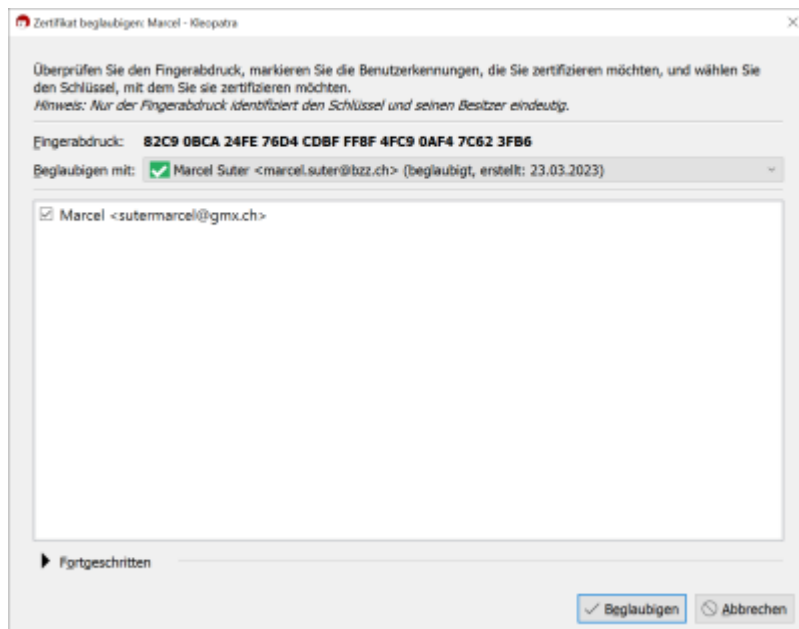 Zertifikat beglaubigen: Marcel - Kleopatra
Überprüfen Sie den Fingerabdruck, markieren Sie die Benutzerkennungen, die Sie zertifizieren möchten, und wählen Sie
den Schlüssel, mit dem Sie sie zertifizieren möchten.
Hinweis: Nur der Fingerabdruck identifiziert den Schlüssel und seinen Besitzer eindeutig.
Fingerabdruck: 82C9 0BCA 24FE 76D4 CDBF FF8F 4FC9 0AF4 7C62 3FB6
Beglaubigen mit: Marcel Suter <marcel.suter@bzz.ch> (beglaubigt, erstellt: 23.03.2023)
Marcel <sutermarcel@gmx.ch>
Fortgeschritten
Beglaubigen Abbrechen